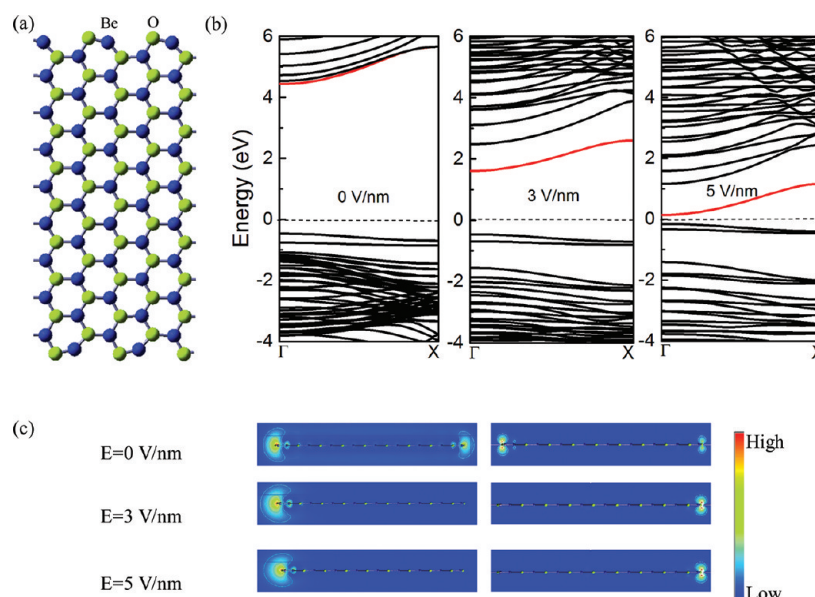 (a)
Be
O
(b)
6
4
2
0
-2
-4
Energy (eV)
0 V/nm
Γ
X
6
4
2
0
-2
-4
3 V/nm
Γ
X
6
4
2
0
-2
-4
5 V/nm
Γ
X
(c)
E=0 V/nm
E=3 V/nm
E=5 V/nm
High
Low